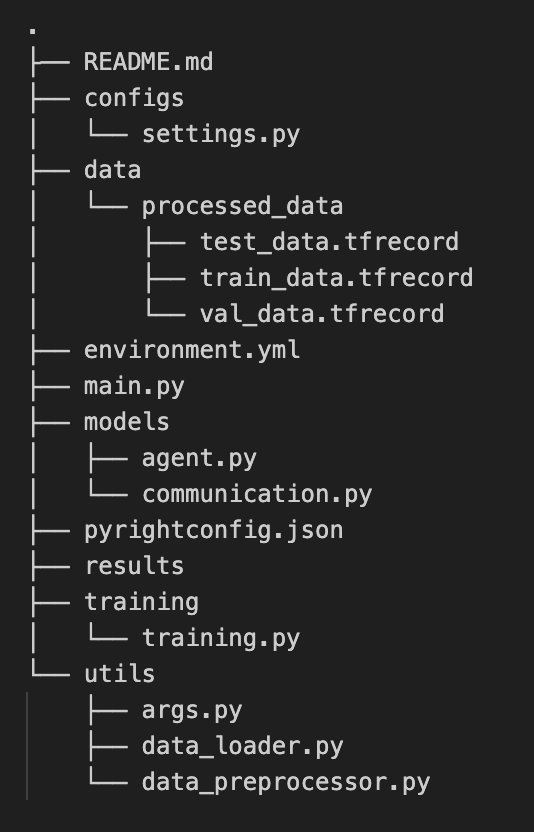 .
├── README.md
├── configs
│   └── settings.py
├── data
│   └── processed_data
│       ├── test_data.tfrecord
│       ├── train_data.tfrecord
│       └── val_data.tfrecord
├── environment.yml
├── main.py
├── models
│   ├── agent.py
│   └── communication.py
├── pyrightconfig.json
├── results
├── training
│   └── training.py
└── utils
    ├── args.py
    ├── data_loader.py
    └── data_preprocessor.py